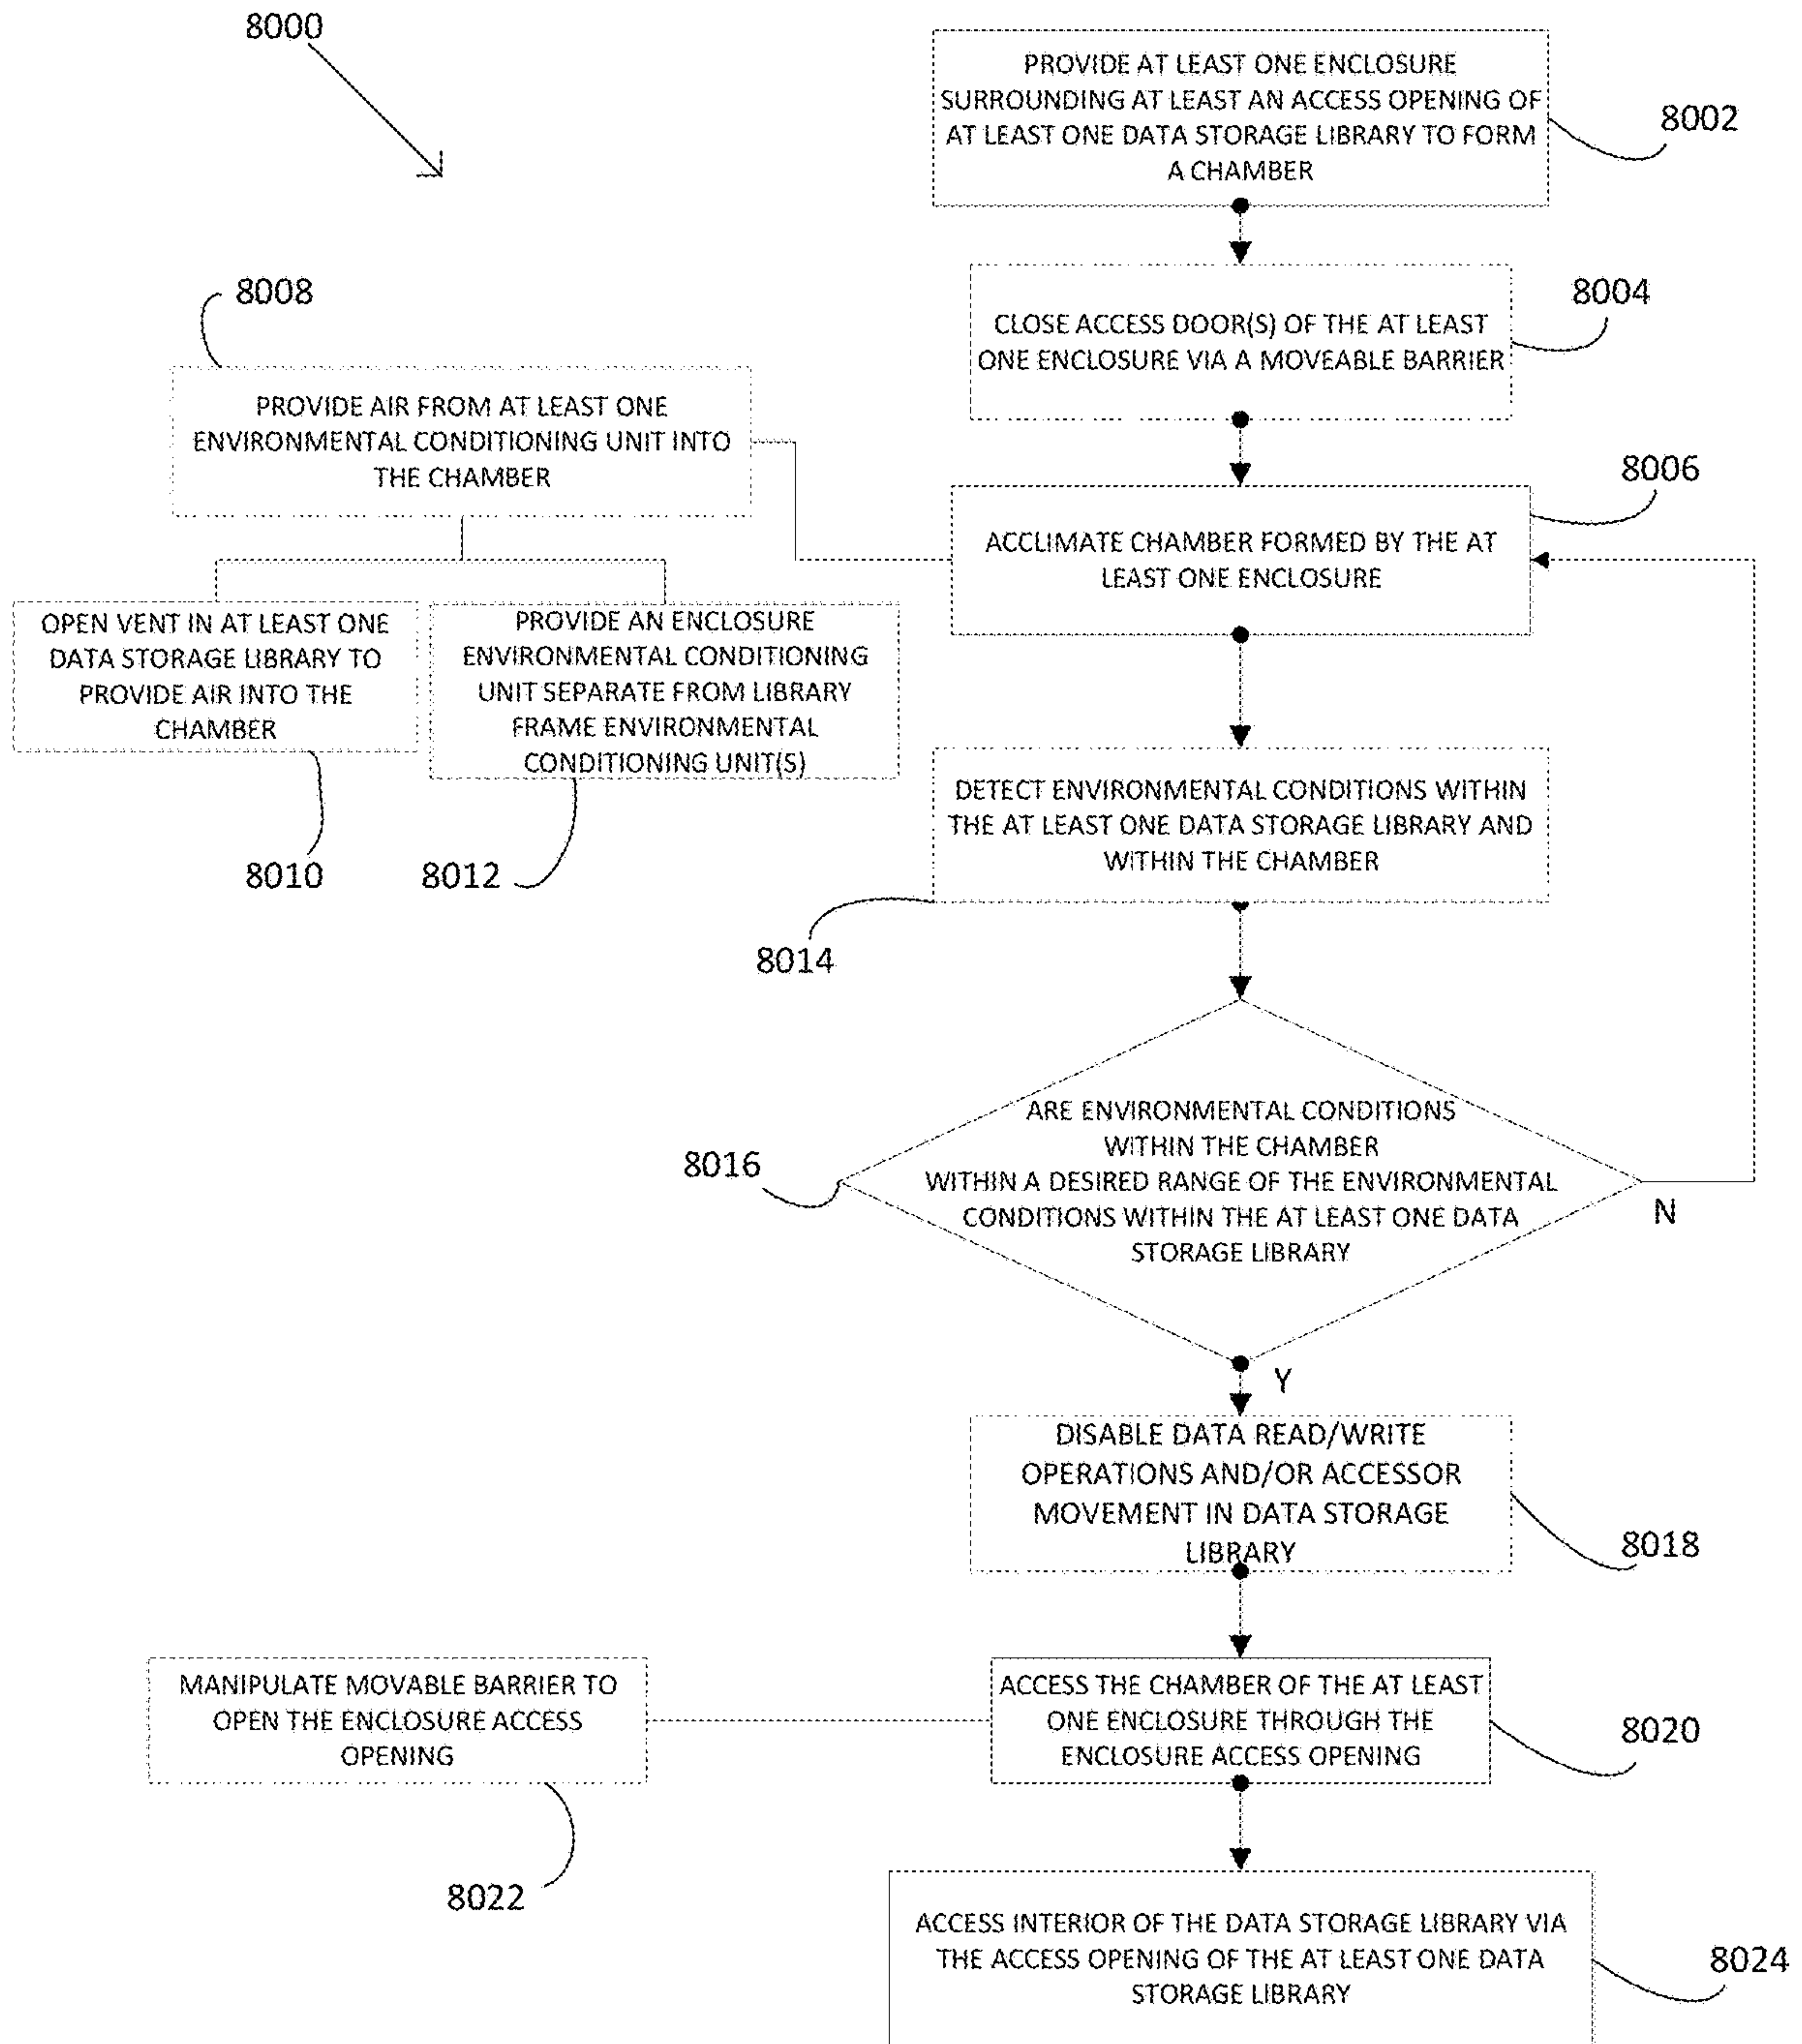 8000
PROVIDE AT LEAST ONE ENCLOSURE
SURROUNDING AT LEAST AN ACCESS OPENING OF
AT LEAST ONE DATA STORAGE LIBRARY TO FORM
A CHAMBER
8002
8004
CLOSE ACCESS DOOR(S) OF THE AT LEAST
ONE ENCLOSURE VIA A MOVEABLE BARRIER
8008
PROVIDE AIR FROM AT LEAST ONE
ENVIRONMENTAL CONDITIONING UNIT INTO
THE CHAMBER
8006
ACCLIMATE CHAMBER FORMED BY THE AT
LEAST ONE ENCLOSURE
OPEN VENT IN AT LEAST ONE
DATA STORAGE LIBRARY TO
PROVIDE AIR INTO THE
CHAMBER
8010
PROVIDE AN ENCLOSURE
ENVIRONMENTAL CONDITIONING
UNIT SEPARATE FROM LIBRARY
FRAME ENVIRONMENTAL
CONDITIONING UNIT(S)
8012
DETECT ENVIRONMENTAL CONDITIONS WITHIN
THE AT LEAST ONE DATA STORAGE LIBRARY AND
WITHIN THE CHAMBER
8014
ARE ENVIRONMENTAL CONDITIONS
WITHIN THE CHAMBER
WITHIN A DESIRED RANGE OF THE ENVIRONMENTAL
CONDITIONS WITHIN THE AT LEAST ONE DATA
STORAGE LIBRARY
8016
N
Y
DISABLE DATA READ/WRITE
OPERATIONS AND/OR ACCESSOR
MOVEMENT IN DATA STORAGE
LIBRARY
8018
MANIPULATE MOVABLE BARRIER TO
OPEN THE ENCLOSURE ACCESS
OPENING
8022
ACCESS THE CHAMBER OF THE AT LEAST
ONE ENCLOSURE THROUGH THE
ENCLOSURE ACCESS OPENING
8020
ACCESS INTERIOR OF THE DATA STORAGE LIBRARY VIA
THE ACCESS OPENING OF THE AT LEAST ONE DATA
STORAGE LIBRARY
8024